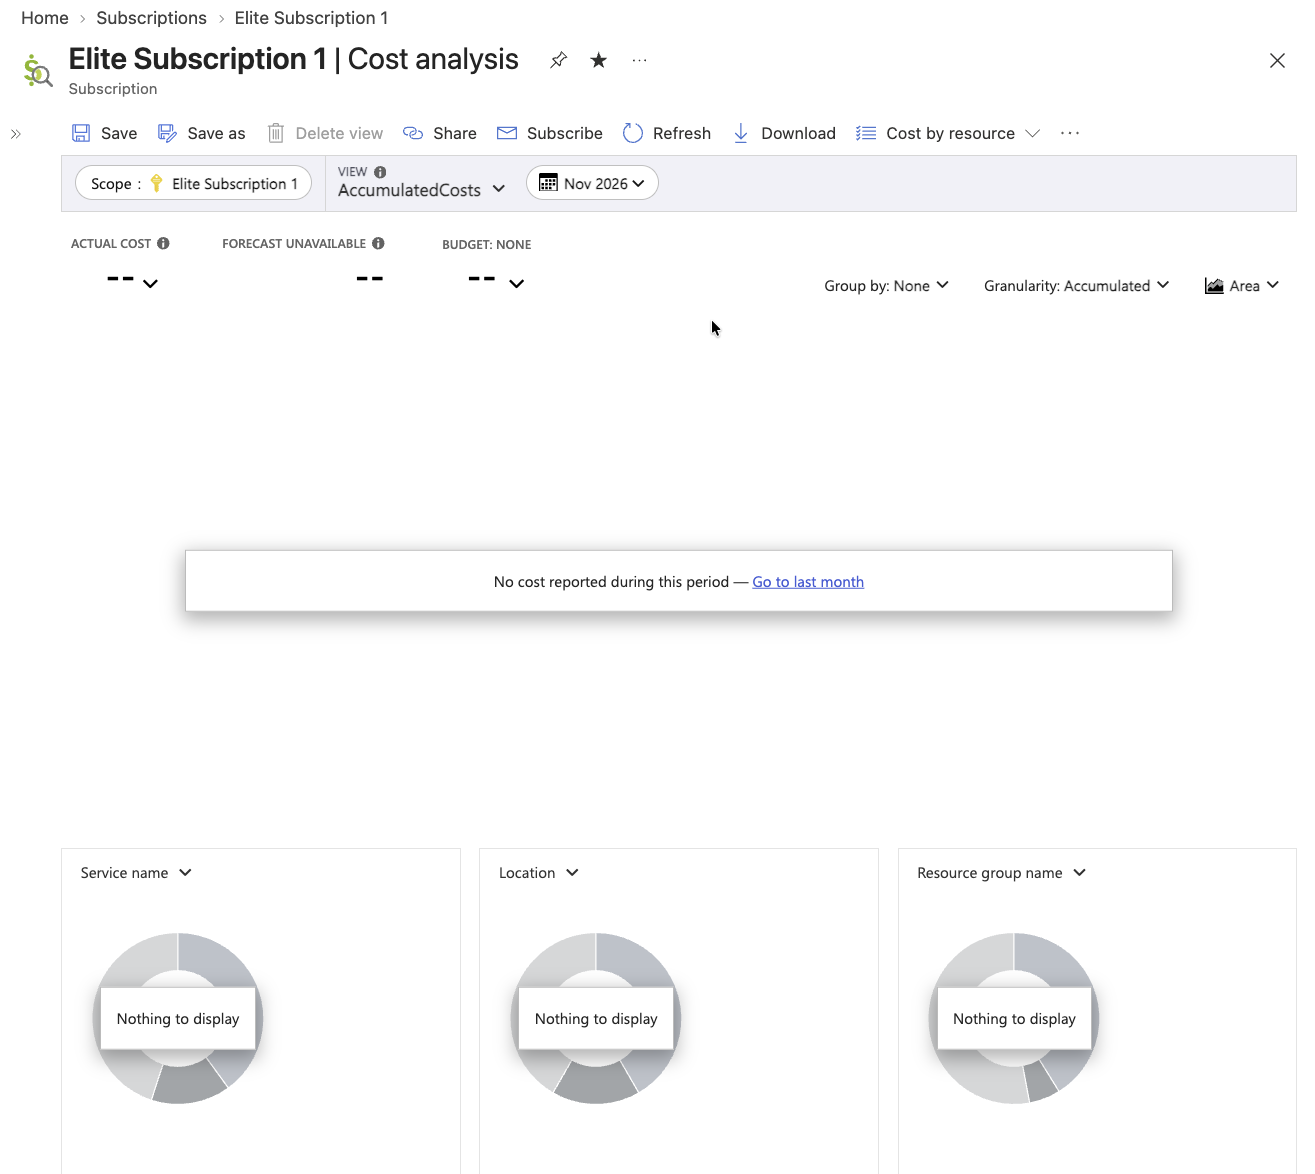 Home › Subscriptions › Elite Subscription 1
Elite Subscription 1 | Cost analysis
Subscription
Save Save as Delete view Share Subscribe Refresh Download Cost by resource
Scope : Elite Subscription 1
VIEW
AccumulatedCosts
Nov 2026
ACTUAL COST
FORECAST UNAVAILABLE
BUDGET: NONE
-- -- --
Group by: None Granularity: Accumulated Area
No cost reported during this period — Go to last month
Service name
Location
Resource group name
Nothing to display
Nothing to display
Nothing to display